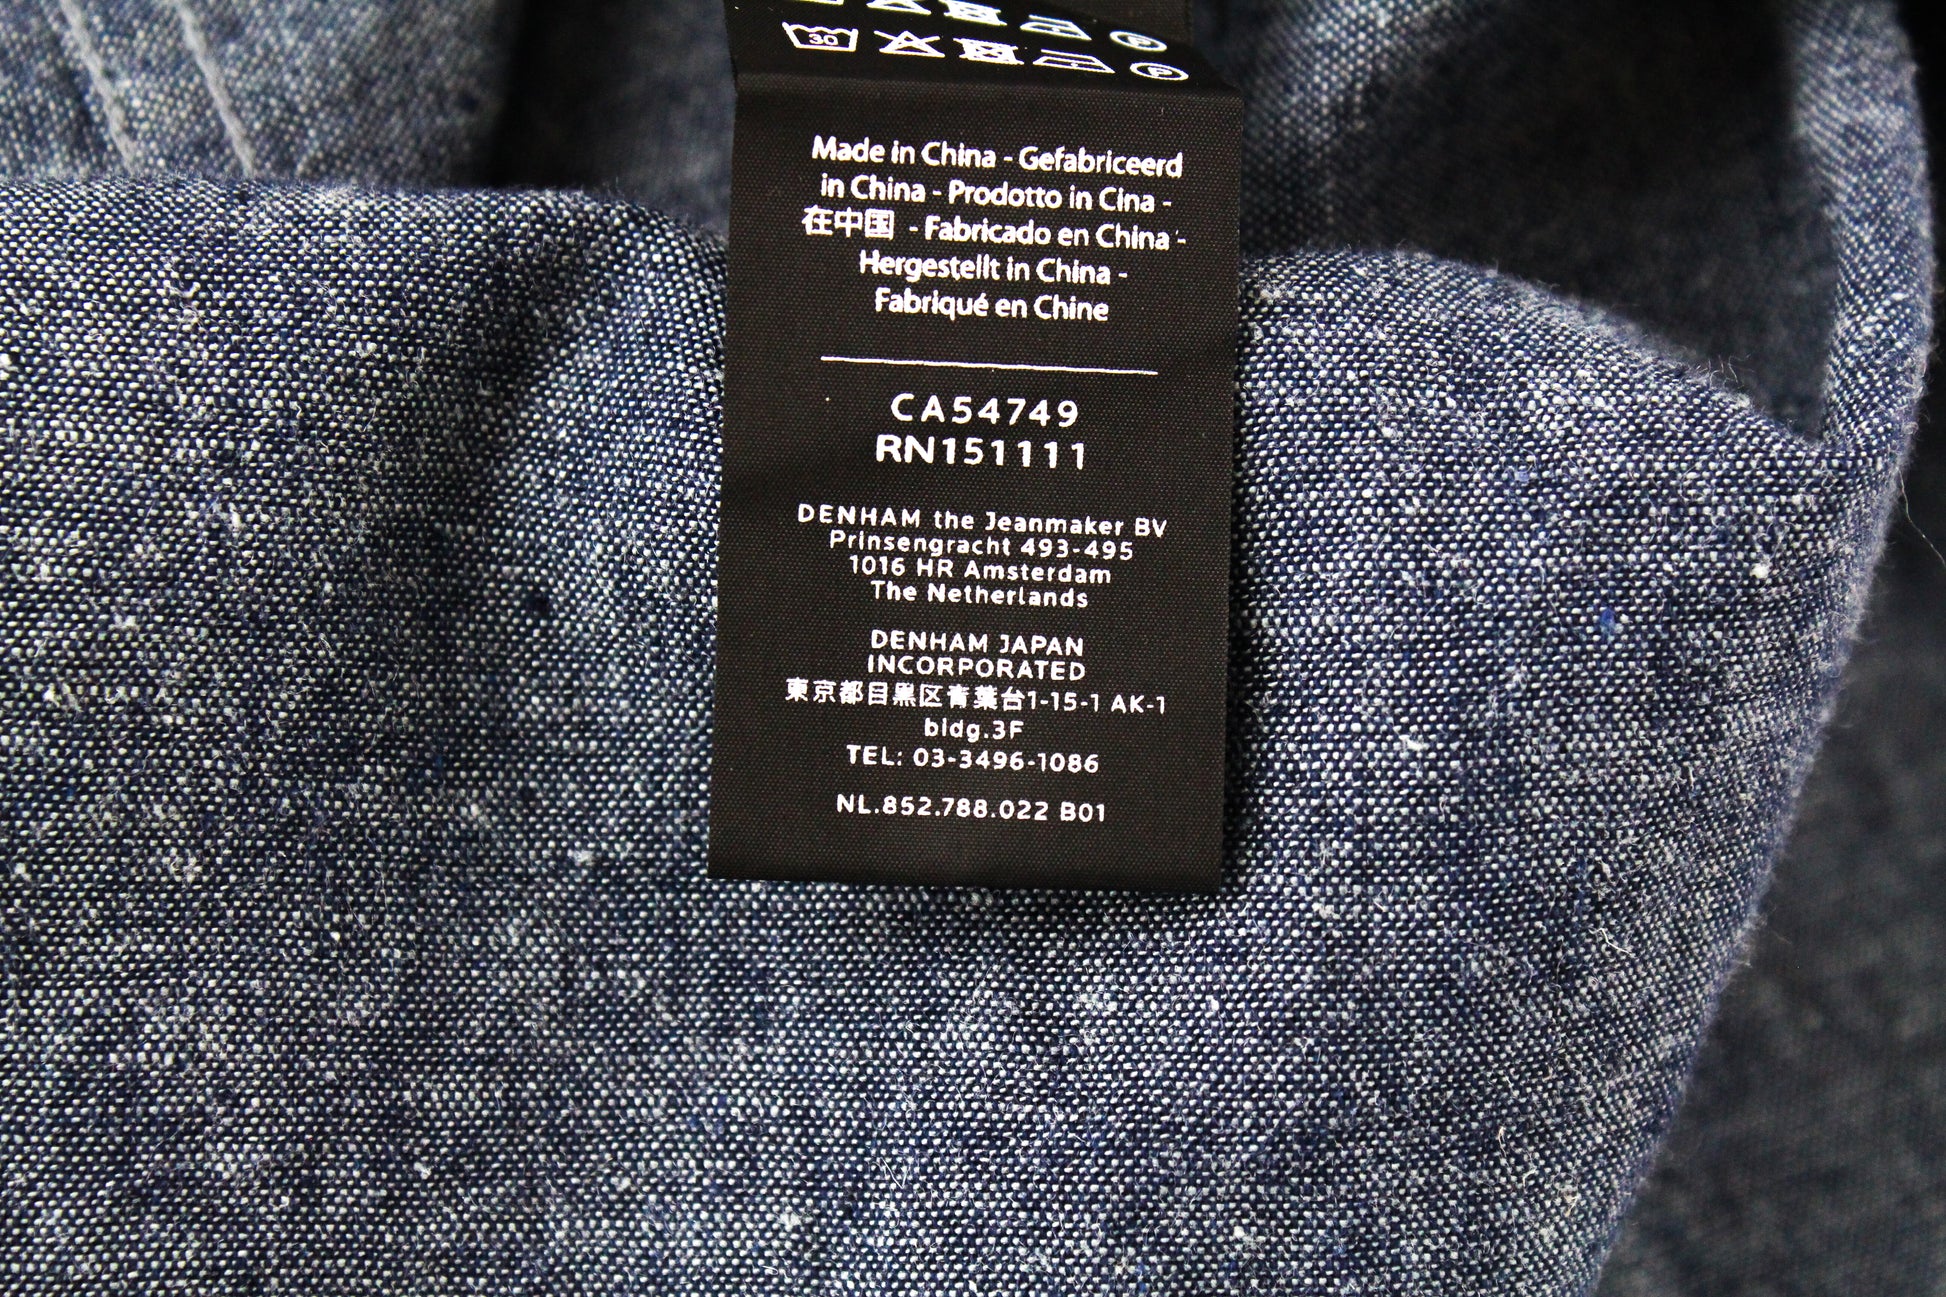 30
P
Made in China - Gefabriceerd
in China - Prodotto in Cina -
在中国 - Fabricado en China -
Hergestellt in China -
Fabriqué en Chine
CA54749
RN151111
DENHAM the Jeanmaker BV
Prinsengracht 493-495
1016 HR Amsterdam
The Netherlands
DENHAM JAPAN
INCORPORATED
東京都目黒区青葉台1-15-1 AK-1
bldg.3F
TEL: 03-3496-1086
NL.852.788.022 B01